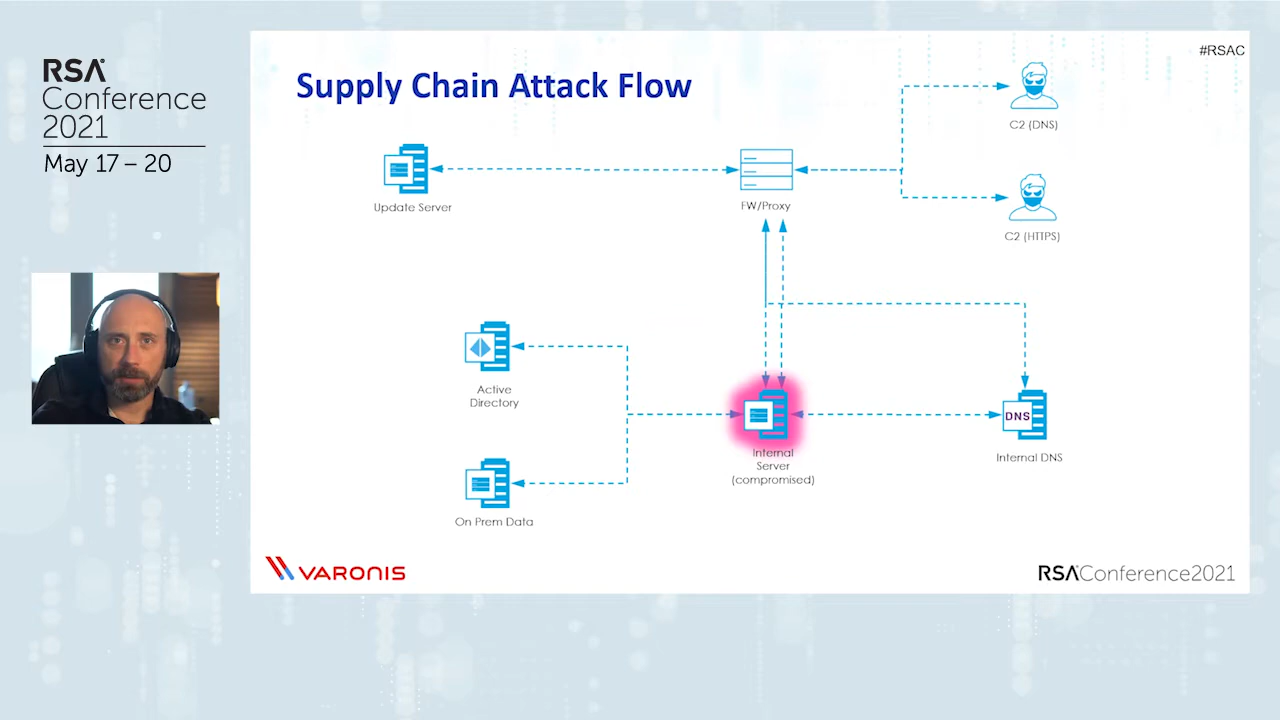 RSA
Conference
2021
May 17 – 20
#RSAC
Supply Chain Attack Flow
C2 (DNS)
Update Server
FW/Proxy
C2 (HTTPS)
Active
Directory
DNS
Internal
Server
(compromised)
Internal DNS
On Prem Data
VARONIS
RSAConference2021